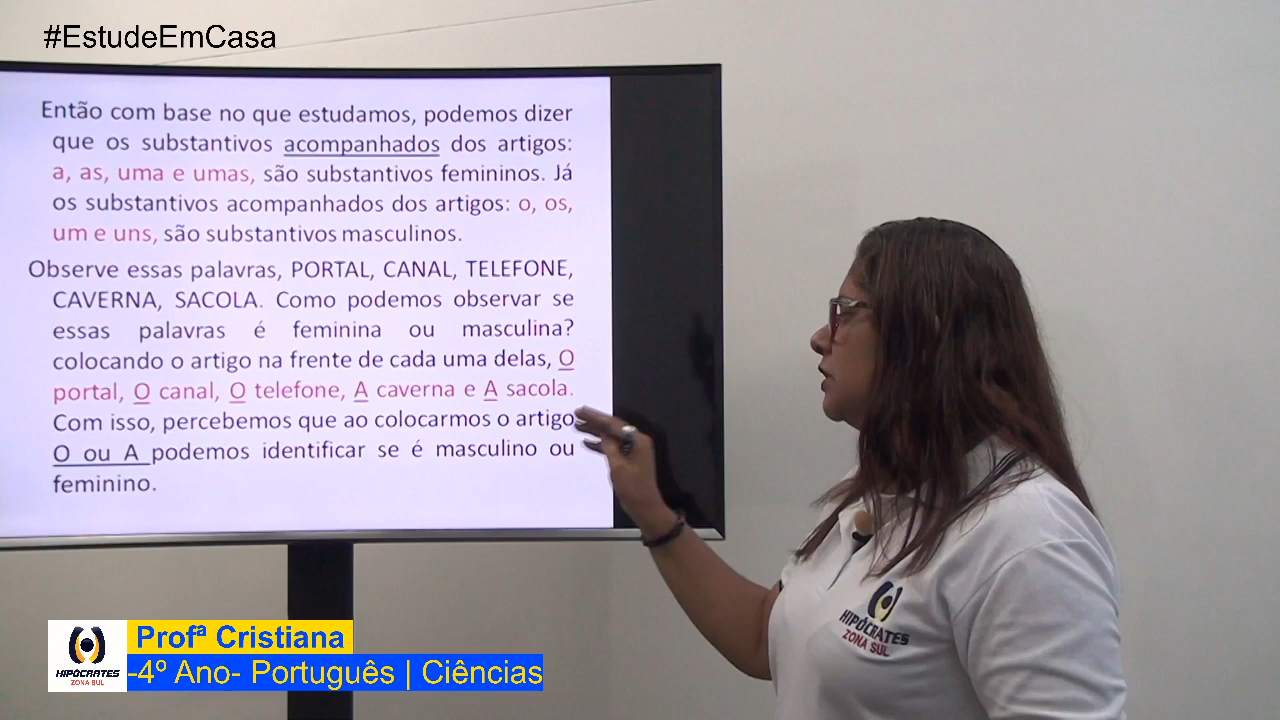 #EstudeEmCasa
Então com base no que estudamos, podemos dizer
que os substantivos acompanhados dos artigos:
a, as, uma e umas, são substantivos femininos. Já
os substantivos acompanhados dos artigos: o, os,
um e uns, são substantivos masculinos.
Observe essas palavras, PORTAL, CANAL, TELEFONE,
CAVERNA, SACOLA. Como podemos observar se
essas palavras é feminina ou masculina?
colocando o artigo na frente de cada uma delas, O
portal, O canal, O telefone, A caverna e A sacola.
Com isso, percebemos que ao colocarmos o artigo
O ou A podemos identificar se é masculino ou
feminino.
HIPÓCRATES
ZONA SUL
Profª Cristiana
-4º Ano- Português | Ciências
HIPÓCRATES
ZONA SUL